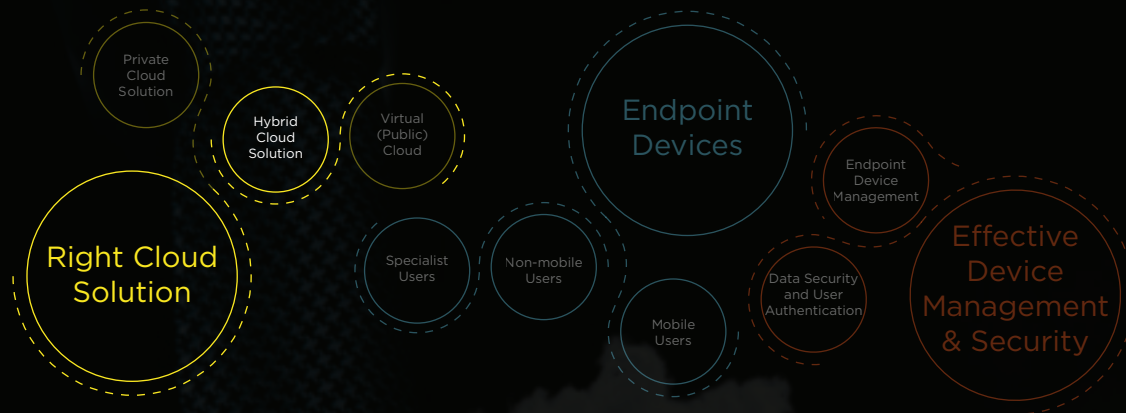 Private
Cloud
Solution
Hybrid
Cloud
Solution
Virtual
(Public)
Cloud
Right Cloud
Solution
Endpoint
Devices
Specialist
Users
Non-mobile
Users
Mobile
Users
Endpoint
Device
Management
Data Security
and User
Authentication
Effective
Device
Management
& Security